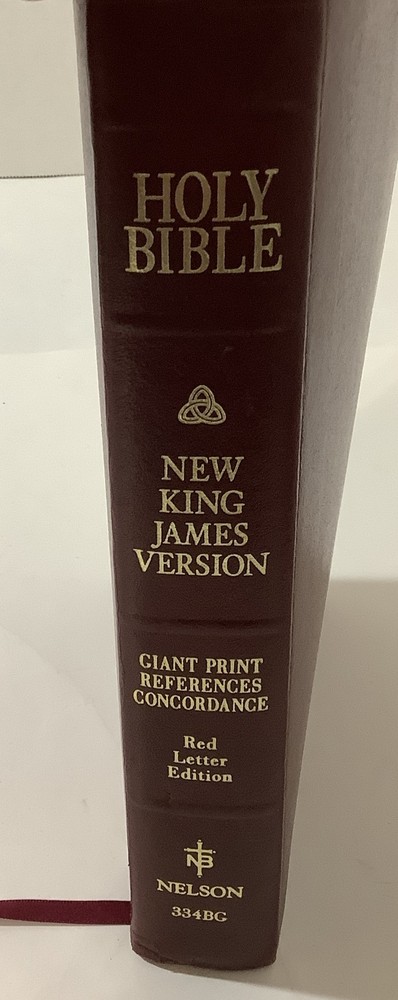 HOLY
BIBLE
NEW
KING
JAMES
VERSION
GIANT PRINT
REFERENCES
CONCORDANCE
Red
Letter
Edition
NB
NELSON
334BG